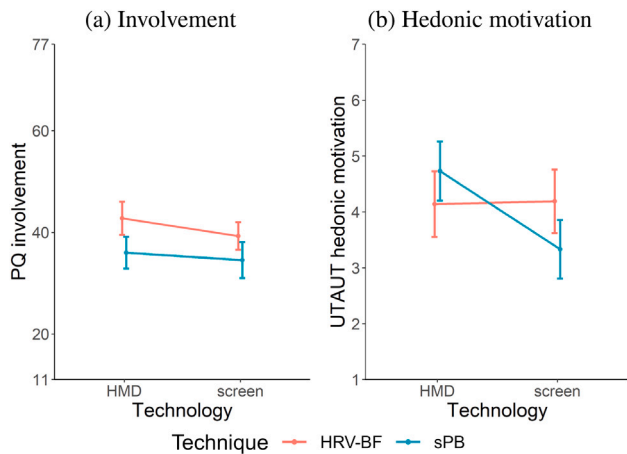 (a) Involvement
77
60
40
20
11
PQ involvement
HMD screen
Technology
(b) Hedonic motivation
7
6
5
4
3
2
1
UTAUT hedonic motivation
HMD screen
Technology
Technique HRV-BF sPB